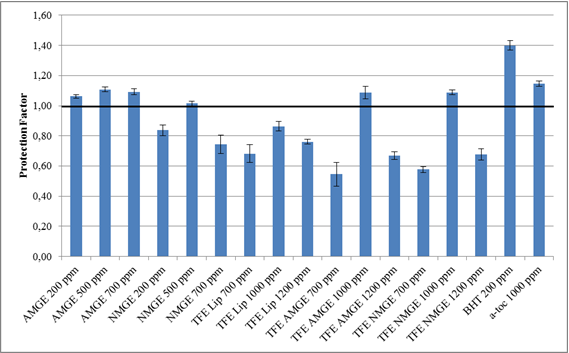 Protection Factor
1,60
1,40
1,20
1,00
0,80
0,60
0,40
0,20
0,00
AMGE 200 ppm
AMGE 500 ppm
AMGE 700 ppm
NMGE 200 ppm
NMGE 500 ppm
NMGE 700 ppm
TFE Lip 700 ppm
TFE Lip 1000 ppm
TFE Lip 1200 ppm
TFE AMGE 700 ppm
TFE AMGE 1000 ppm
TFE AMGE 1200 ppm
TFE NMGE 700 ppm
TFE NMGE 1000 ppm
TFE NMGE 1200 ppm
BHT 200 ppm
a-toc 1000 ppm